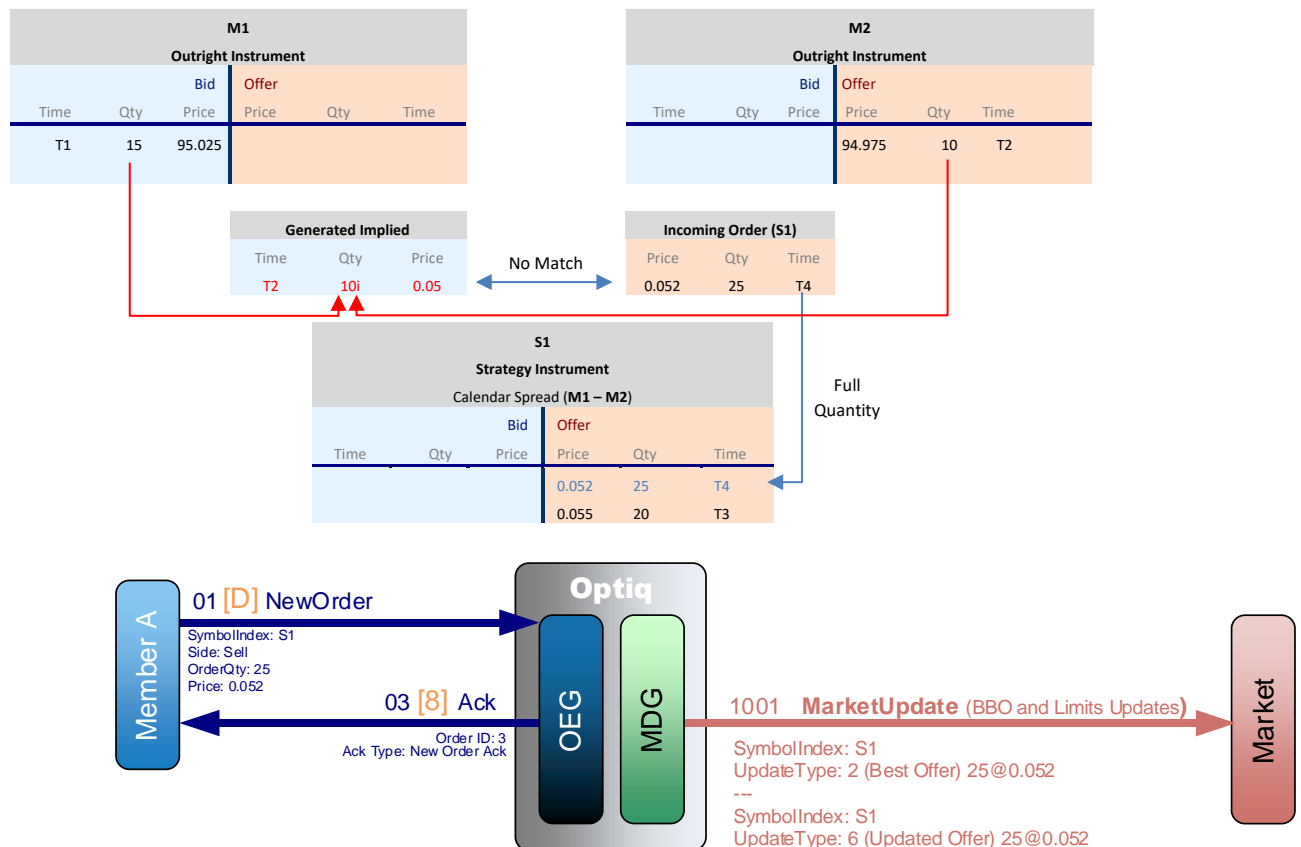 M1
Outright Instrument
Bid Offer
Time Qty Price Price Qty Time
T1 15 95.025
M2
Outright Instrument
Bid Offer
Time Qty Price Price Qty Time
94.975 10 T2
Generated Implied
Time Qty Price
T2 10i 0.05
No Match
Incoming Order (S1)
Price Qty Time
0.052 25 T4
S1
Strategy Instrument
Calendar Spread (M1 – M2)
Bid Offer
Time Qty Price Price Qty Time
0.052 25 T4
0.055 20 T3
Full
Quantity
Member A
01 [D] NewOrder
SymbolIndex: S1
Side: Sell
OrderQty: 25
Price: 0.052
03 [8] Ack
Order ID: 3
Ack Type: New Order Ack
Optiq
OEG
MDG
1001 MarketUpdate (BBO and Limits Updates)
SymbolIndex: S1
UpdateType: 2 (Best Offer) 25@0.052
---
SymbolIndex: S1
UpdateType: 6 (Updated Offer) 25@0.052
Market